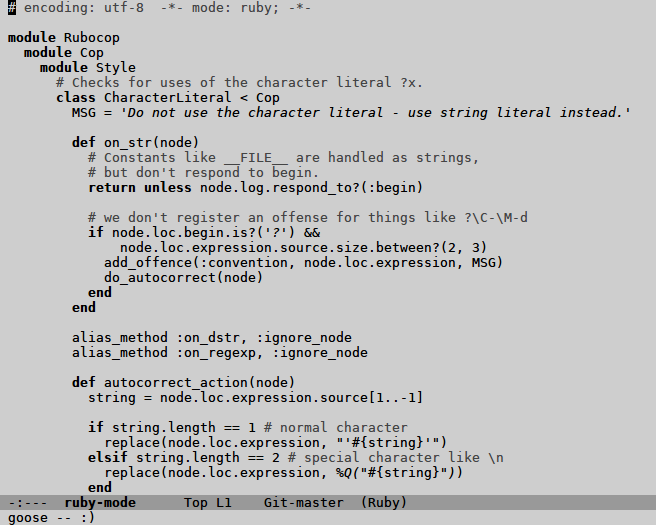 # encoding: utf-8  -*- mode: ruby; -*-

module Rubocop
  module Cop
    module Style
      # Checks for uses of the character literal ?x.
      class CharacterLiteral < Cop
        MSG = 'Do not use the character literal - use string literal instead.'

        def on_str(node)
          # Constants like __FILE__ are handled as strings,
          # but don't respond to begin.
          return unless node.log.respond_to?(:begin)

          # we don't register an offense for things like ?\C-\M-d
          if node.loc.begin.is?('?') &&
              node.loc.expression.source.size.between?(2, 3)
            add_offence(:convention, node.loc.expression, MSG)
            do_autocorrect(node)
          end
        end

        alias_method :on_dstr, :ignore_node
        alias_method :on_regexp, :ignore_node

        def autocorrect_action(node)
          string = node.loc.expression.source[1..-1]

          if string.length == 1 # normal character
            replace(node.loc.expression, "'#{string}'")
          elsif string.length == 2 # special character like \n
            replace(node.loc.expression, %Q("#{string}"))
          end
-:---  ruby-mode      Top L1    Git-master  (Ruby)
goose -- :)